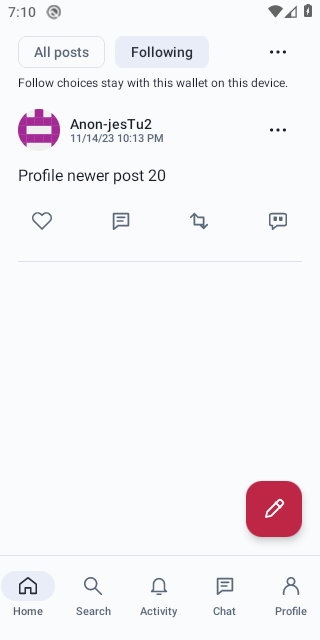 7:10
All posts
Following
Follow choices stay with this wallet on this device.
Anon-jesTu2
11/14/23 10:13 PM
Profile newer post 20
Home
Search
Activity
Chat
Profile